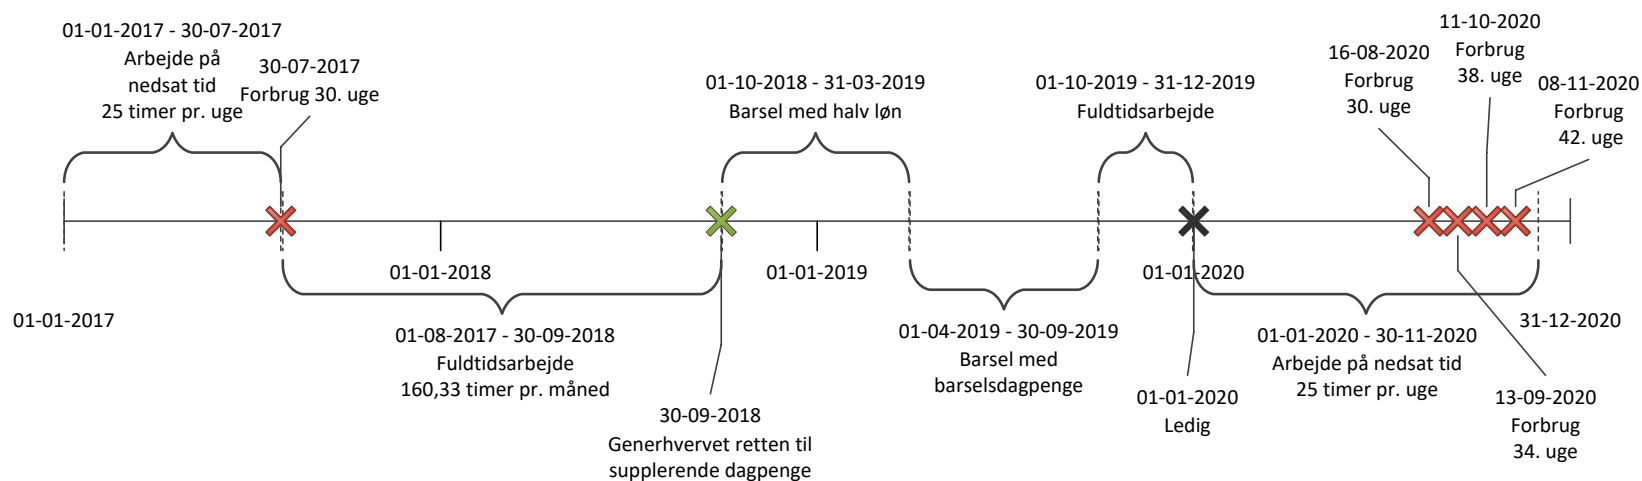 01-01-2017 - 30-07-2017
Arbejde på
nedsat tid
25 timer pr. uge
30-07-2017
Forbrug 30. uge
01-10-2018 - 31-03-2019
Barsel med halv løn
01-10-2019 - 31-12-2019
Fuldtidsarbejde
16-08-2020
Forbrug
30. uge
11-10-2020
Forbrug
38. uge
08-11-2020
Forbrug
42. uge
01-01-2018
01-01-2019
01-01-2020
01-01-2017
31-12-2020
01-08-2017 - 30-09-2018
Fuldtidsarbejde
160,33 timer pr. måned
30-09-2018
Generhvervet retten til
supplerende dagpenge
01-04-2019 - 30-09-2019
Barsel med
barselsdagpenge
01-01-2020
Ledig
01-01-2020 - 30-11-2020
Arbejde på nedsat tid
25 timer pr. uge
13-09-2020
Forbrug
34. uge